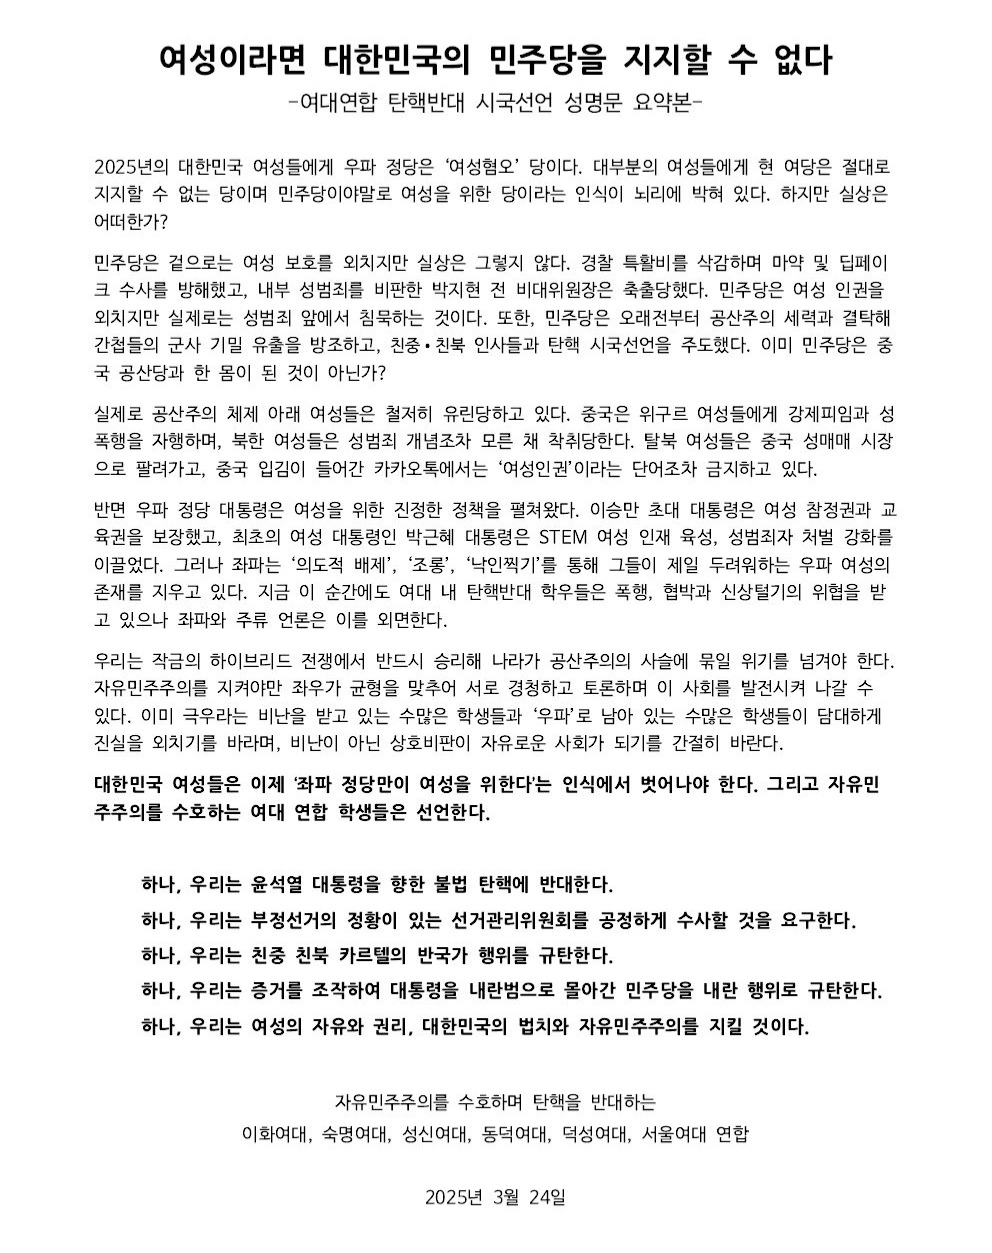 여성이라면 대한민국의 민주당을 지지할 수 없다
-여대연합 탄핵반대 시국선언 성명문 요약본-
2025년의 대한민국 여성들에게 우파 정당은 ‘여성혐오’ 당이다. 대부분의 여성들에게 현 여당은 절대로
지지할 수 없는 당이며 민주당이야말로 여성을 위한 당이라는 인식이 뇌리에 박혀 있다. 하지만 실상은
어떠한가?
민주당은 겉으로는 여성 보호를 외치지만 실상은 그렇지 않다. 경찰 특활비를 삭감하며 마약 및 딥페이
크 수사를 방해했고, 내부 성범죄를 비판한 박지현 전 비대위원장은 축출당했다. 민주당은 여성 인권을
외치지만 실제로는 성범죄 앞에서 침묵하는 것이다. 또한, 민주당은 오래전부터 공산주의 세력과 결탁해
간첩들의 군사 기밀 유출을 방조하고, 친중•친북 인사들과 탄핵 시국선언을 주도했다. 이미 민주당은 중
국 공산당과 한 몸이 된 것이 아닌가?
실제로 공산주의 체제 아래 여성들은 철저히 유린당하고 있다. 중국은 위구르 여성들에게 강제피임과 성
폭행을 자행하며, 북한 여성들은 성범죄 개념조차 모른 채 착취당한다. 탈북 여성들은 중국 성매매 시장
으로 팔려가고, 중국 입김이 들어간 카카오톡에서는 ‘여성인권’이라는 단어조차 금지하고 있다.
반면 우파 정당 대통령은 여성을 위한 진정한 정책을 펼쳐왔다. 이승만 초대 대통령은 여성 참정권과 교
육권을 보장했고, 최초의 여성 대통령인 박근혜 대통령은 STEM 여성 인재 육성, 성범죄자 처벌 강화를
이끌었다. 그러나 좌파는 ‘의도적 배제’, ‘조롱’, ‘낙인찍기’를 통해 그들이 제일 두려워하는 우파 여성의
존재를 지우고 있다. 지금 이 순간에도 여대 내 탄핵반대 학우들은 폭행, 협박과 신상털기의 위협을 받
고 있으나 좌파와 주류 언론은 이를 외면한다.
우리는 작금의 하이브리드 전쟁에서 반드시 승리해 나라가 공산주의의 사슬에 묶일 위기를 넘겨야 한다.
자유민주주의를 지켜야만 좌우가 균형을 맞추어 서로 경청하고 토론하며 이 사회를 발전시켜 나갈 수
있다. 이미 극우라는 비난을 받고 있는 수많은 학생들과 ‘우파’로 남아 있는 수많은 학생들이 담대하게
진실을 외치기를 바라며, 비난이 아닌 상호비판이 자유로운 사회가 되기를 간절히 바란다.
대한민국 여성들은 이제 ‘좌파 정당만이 여성을 위한다’는 인식에서 벗어나야 한다. 그리고 자유민
주주의를 수호하는 여대 연합 학생들은 선언한다.
하나, 우리는 윤석열 대통령을 향한 불법 탄핵에 반대한다.
하나, 우리는 부정선거의 정황이 있는 선거관리위원회를 공정하게 수사할 것을 요구한다.
하나, 우리는 친중 친북 카르텔의 반국가 행위를 규탄한다.
하나, 우리는 증거를 조작하여 대통령을 내란범으로 몰아간 민주당을 내란 행위로 규탄한다.
하나, 우리는 여성의 자유와 권리, 대한민국의 법치와 자유민주주의를 지킬 것이다.
자유민주주의를 수호하며 탄핵을 반대하는
이화여대, 숙명여대, 성신여대, 동덕여대, 덕성여대, 서울여대 연합
2025년 3월 24일